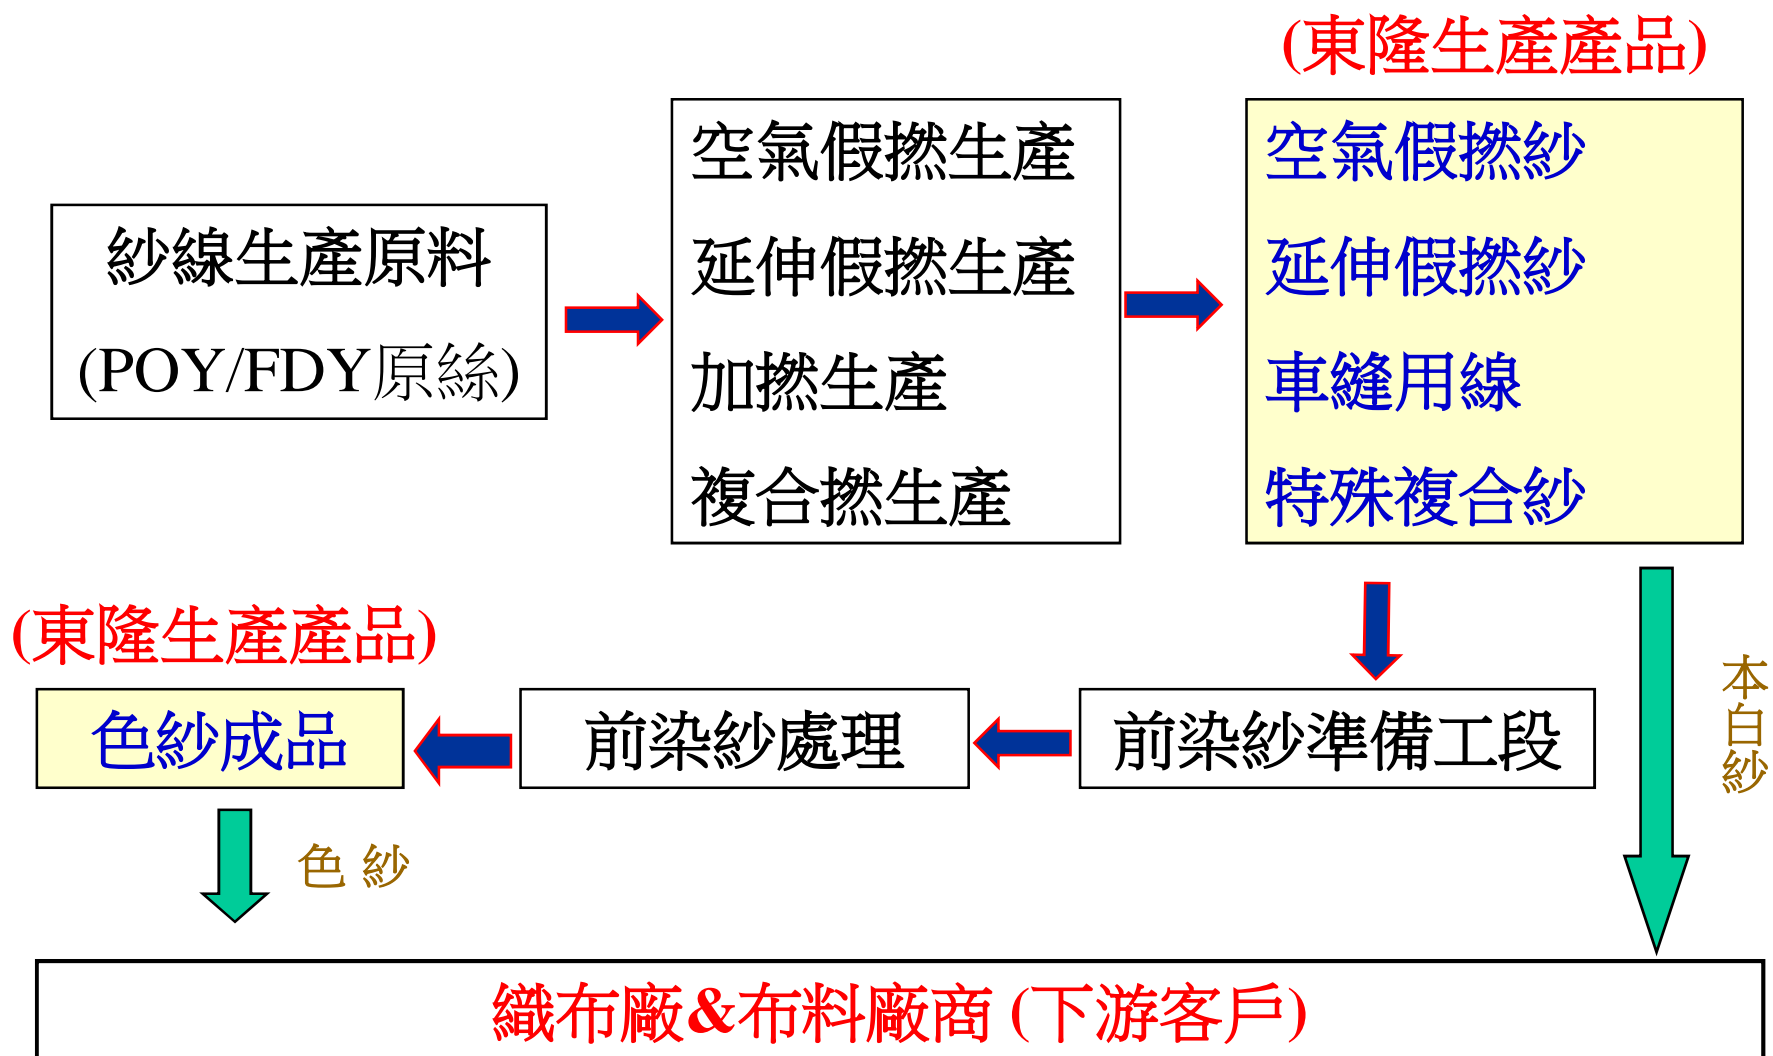 (東隆生產產品)
紗線生產原料
(POY/FDY原絲)
空氣假撚生產
延伸假撚生產
加撚生產
複合撚生產
空氣假撚紗
延伸假撚紗
車縫用線
特殊複合紗
(東隆生產產品)
色紗成品
前染紗處理
前染紗準備工段
本白紗
色 紗
織布廠&布料廠商 (下游客戶)